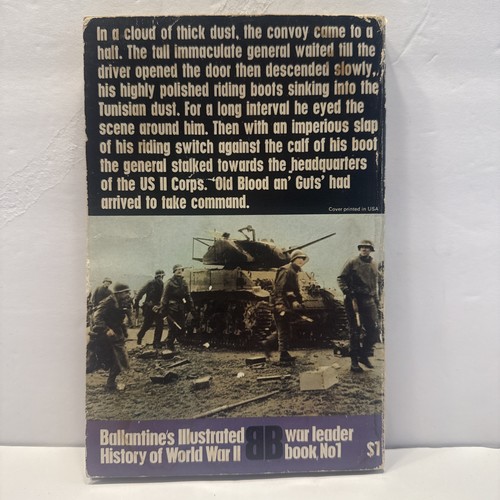 In a cloud of thick dust, the convoy came to a
halt. The tall immaculate general waited till the
driver opened the door then descended slowly,
his highly polished riding boots sinking into the
Tunisian dust. For a long interval he eyed the
scene around him. Then with an imperious slap
of his riding switch against the calf of his boot
the general stalked towards the headquarters
of the US II Corps. 'Old Blood an' Guts' had
arrived to take command.
Cover printed in USA
Ballantine's Illustrated
History of World War II
BB
war leader
book, No1
$1